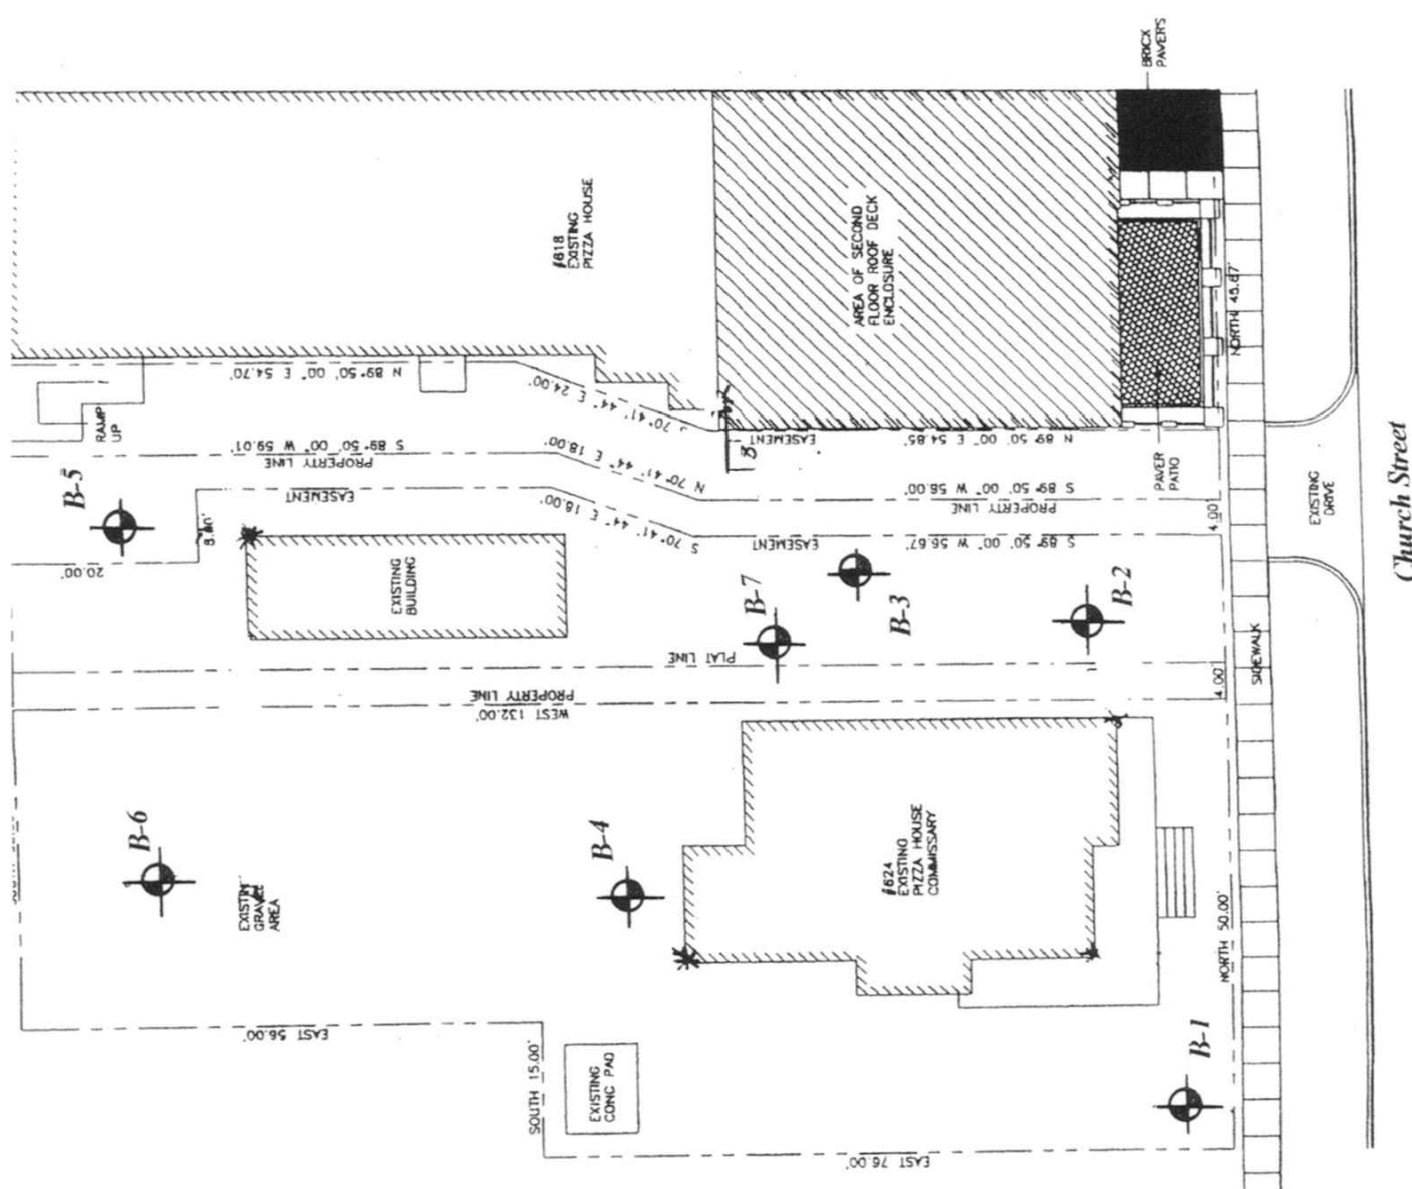 BRICK
PAVERS
#618
EXISTING
PIZZA HOUSE
AREA OF SECOND
FLOOR ROOF DECK
ENCLOSURE
NORTH 45.67'
N 89° 50' 00" E 54.70'
S 70° 41' 44" E 24.00'
RAMP
UP
S 89° 50' 00" W 59.01'
PROPERTY LINE
N 70° 41' 44" E 18.00'
EASEMENT
N 89° 50' 00" E 54.85'
PAVER
PATIO
B-5
EASEMENT
8.00'
S 70° 41' 44" E 18.00'
S 89° 50' 00" W 58.00'
PROPERTY LINE
4.00'
EXISTING
DRIVE
Church Street
20.00'
EXISTING
BUILDING
EASEMENT
S 89° 50' 00" W 56.67'
B-7
B-3
B-2
PLAT LINE
SIDEWALK
PROPERTY LINE
WEST 132.00'
4.00'
B-6
B-4
EXISTIN
GRAVEL
AREA
#624
EXISTING
PIZZA HOUSE
COMMISSARY
NORTH 50.00'
EAST 56.00'
SOUTH 15.00'
EXISTING
CONC PAD
B-1
EAST 76.00'